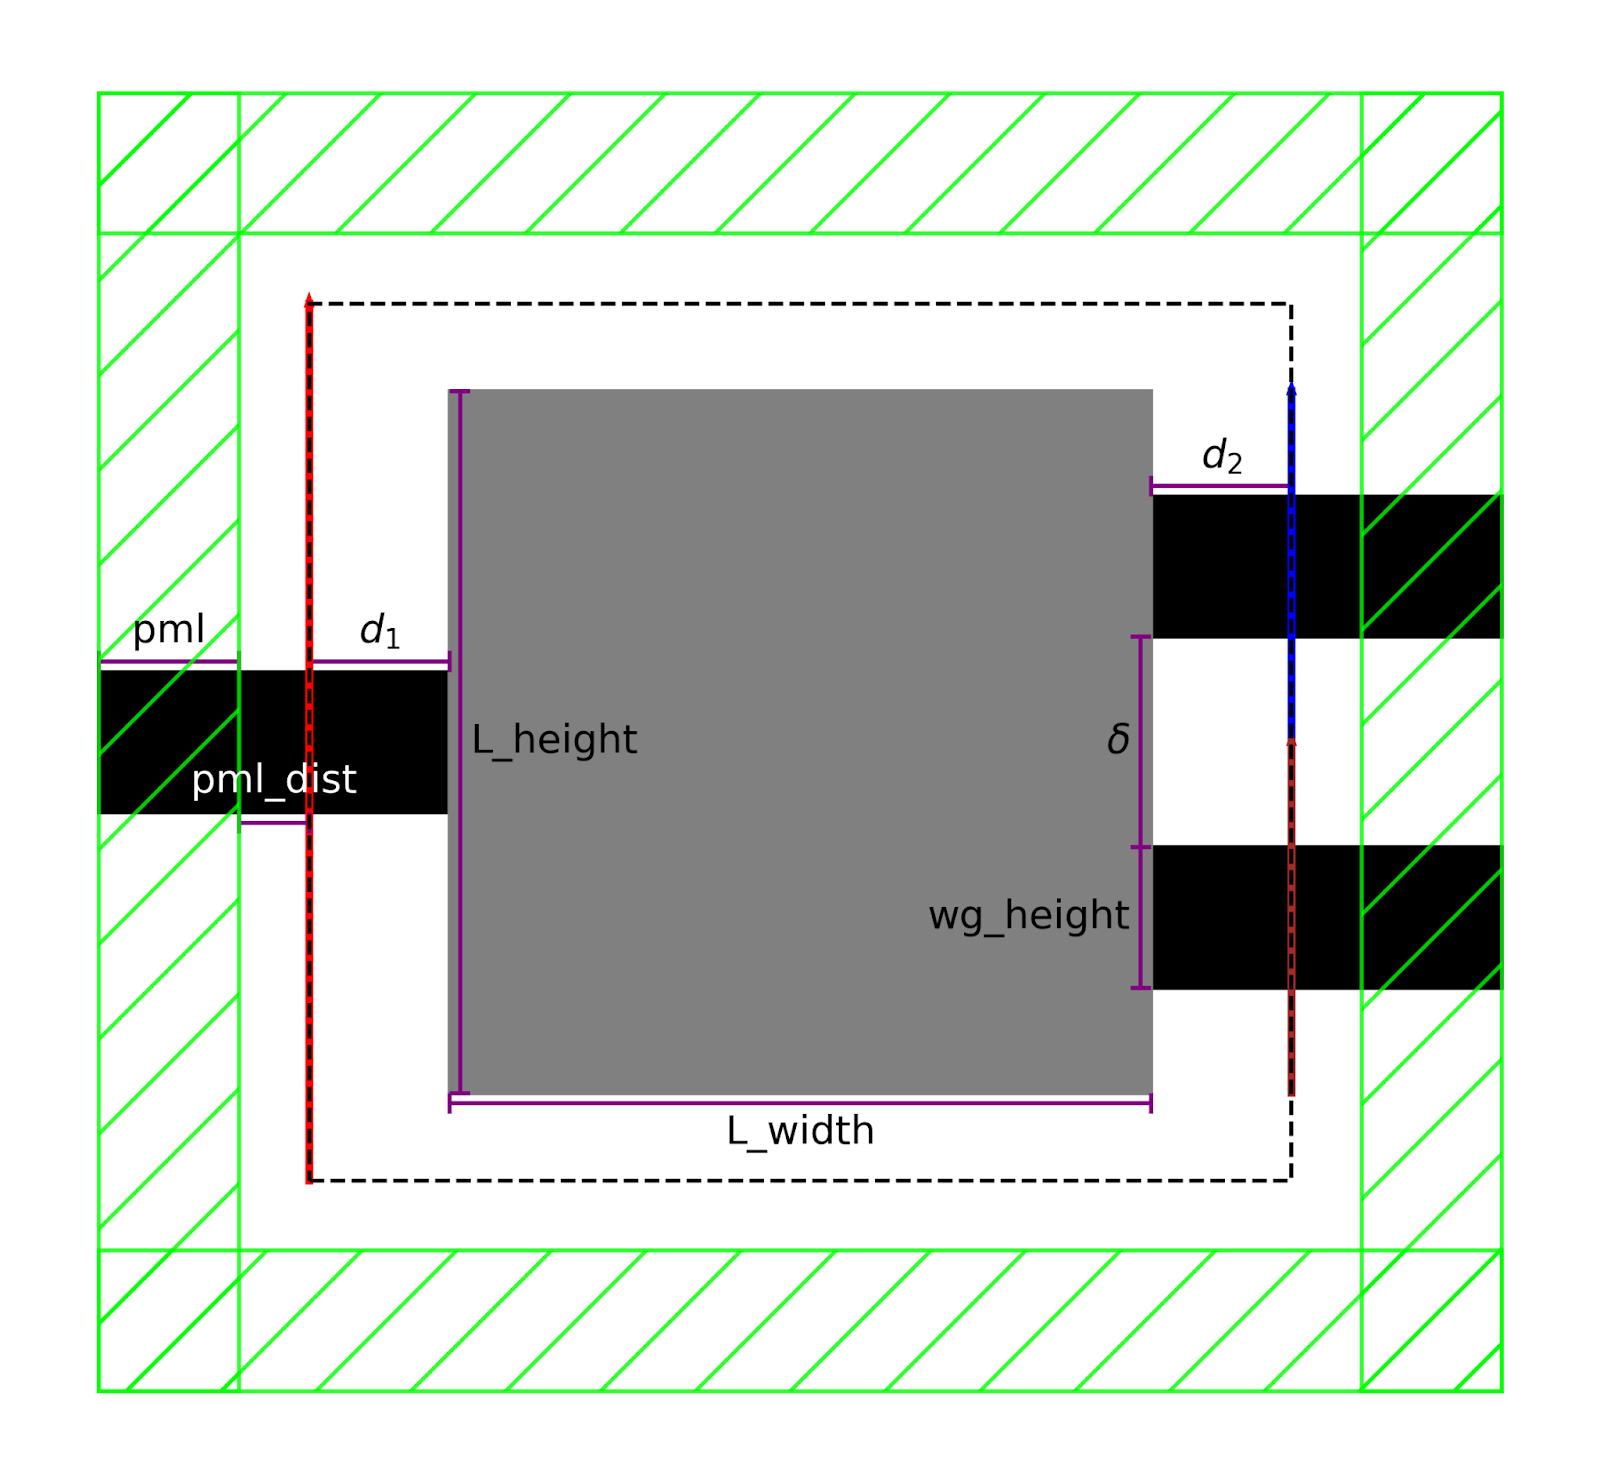 d₂
pml
d₁
L_height
δ
pml_dist
wg_height
L_width